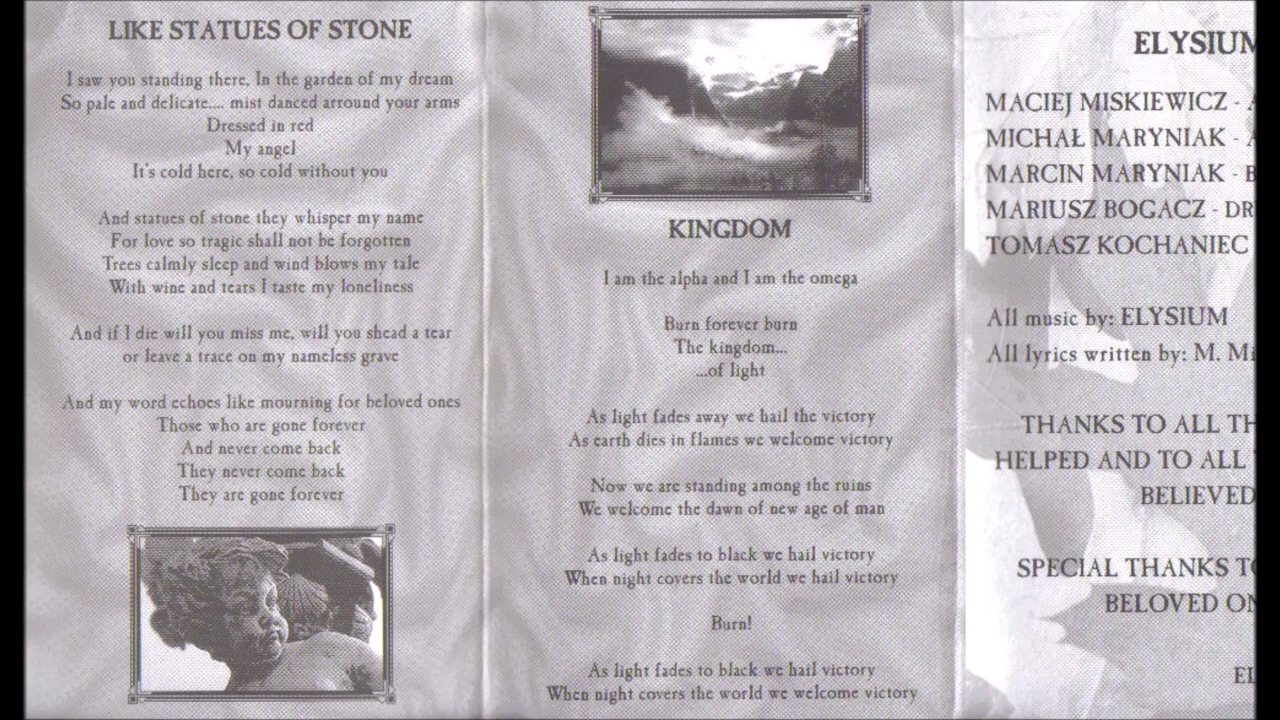 LIKE STATUES OF STONE
I saw you standing there, In the garden of my dream
So pale and delicate.... mist danced arround your arms
Dressed in red
My angel
It's cold here, so cold without you
And statues of stone they whisper my name
For love so tragic shall not be forgotten
Trees calmly sleep and wind blows my tale
With wine and tears I taste my loneliness
And if I die will you miss me, will you shead a tear
or leave a trace on my nameless grave
And my word echoes like mourning for beloved ones
Those who are gone forever
And never come back
They never come back
They are gone forever
KINGDOM
I am the alpha and I am the omega
Burn forever burn
The kingdom...
...of light
As light fades away we hail the victory
As earth dies in flames we welcome victory
Now we are standing among the ruins
We welcome the dawn of new age of man
As light fades to black we hail victory
When night covers the world we hail victory
Burn!
As light fades to black we hail victory
When night covers the world we welcome victory
ELYSIUM
MACIEJ MISKIEWICZ -
MICHAŁ MARYNIAK -
MARCIN MARYNIAK -
MARIUSZ BOGACZ -
TOMASZ KOCHANIEC
All music by: ELYSIUM
All lyrics written by: M.
THANKS TO ALL
HELPED AND TO ALL
BELIEVED
SPECIAL THANKS TO
BELOVED